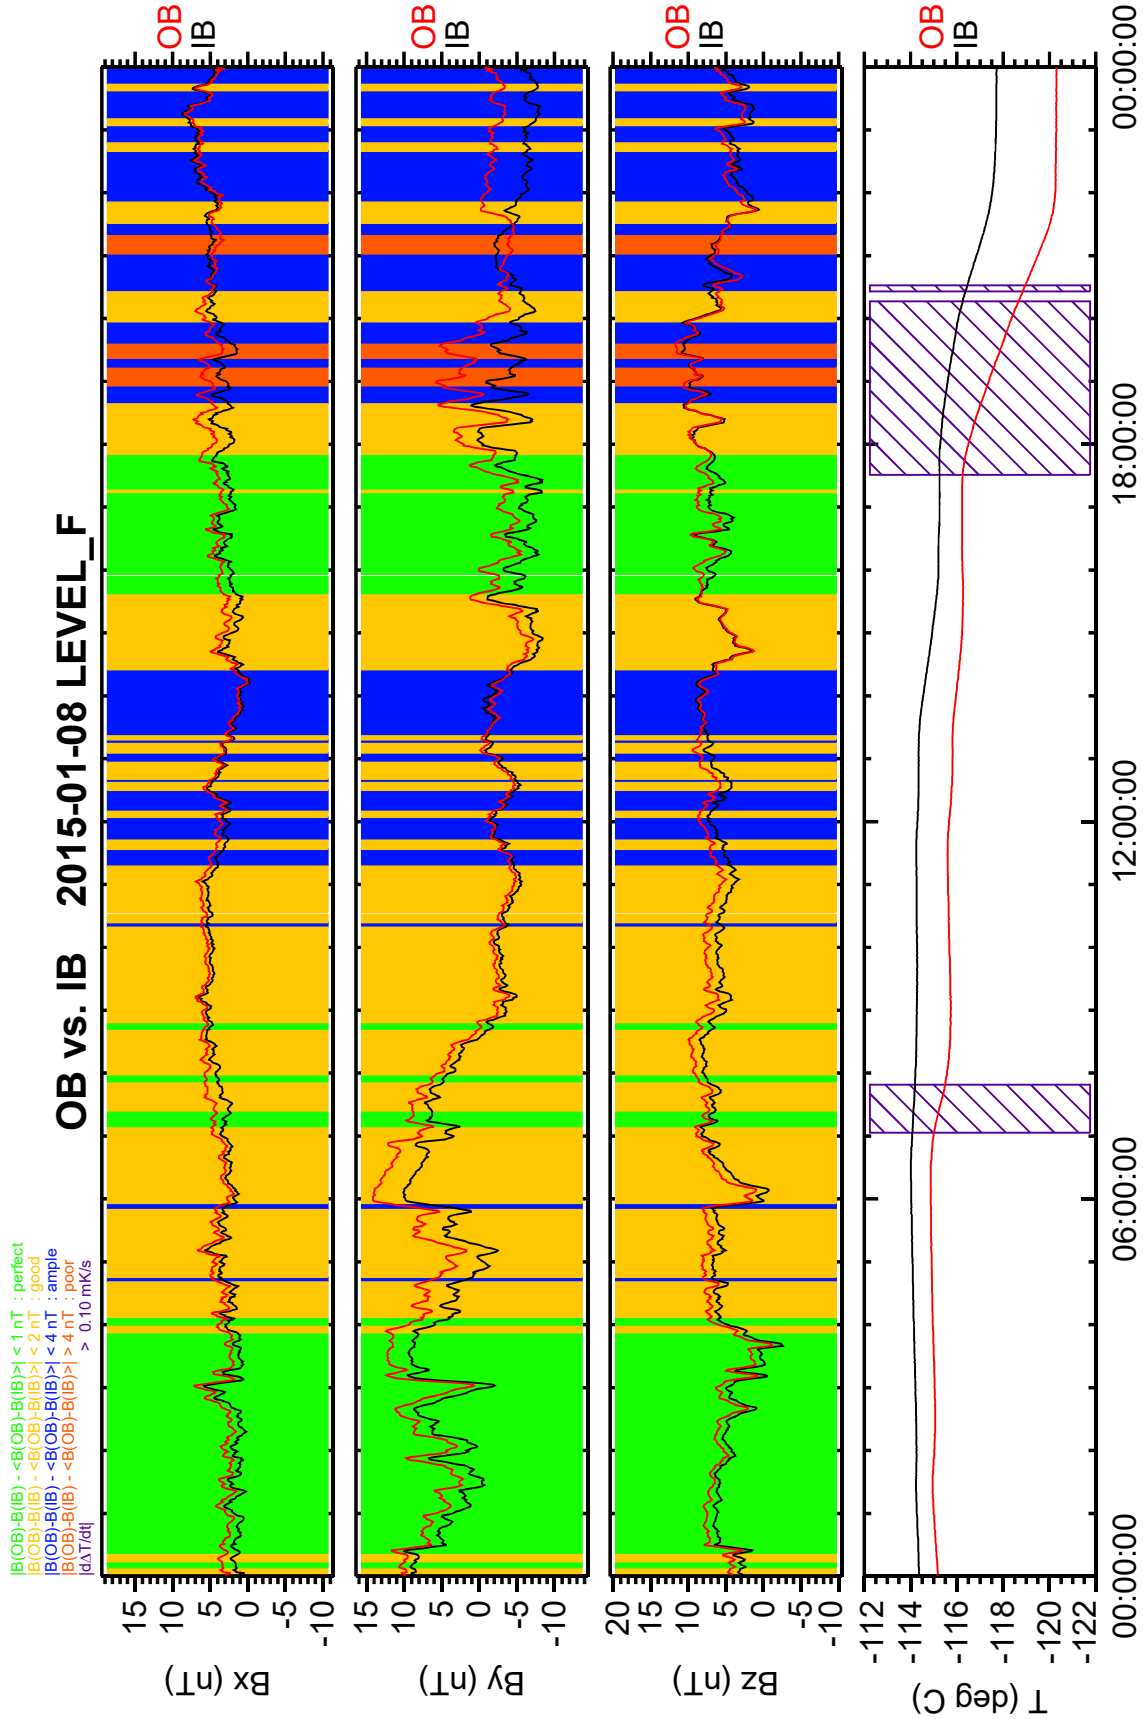 OB vs. IB 2015-01-08 LEVEL_F
|B(OB)-B(IB) - <B(OB)-B(IB)>| < 1 nT : perfect
|B(OB)-B(IB) - <B(OB)-B(IB)>| < 2 nT : good
|B(OB)-B(IB) - <B(OB)-B(IB)>| < 4 nT : ample
|B(OB)-B(IB) - <B(OB)-B(IB)>| > 4 nT : poor
|dΔT/dt| > 0.10 mK/s
Bx (nT)
15
10
5
0
-5
-10
OB
IB
By (nT)
15
10
5
0
-5
-10
OB
IB
Bz (nT)
20
15
10
5
0
-5
-10
OB
IB
T (deg C)
-112
-114
-116
-118
-120
-122
OB
IB
00:00:00
06:00:00
12:00:00
18:00:00
00:00:00